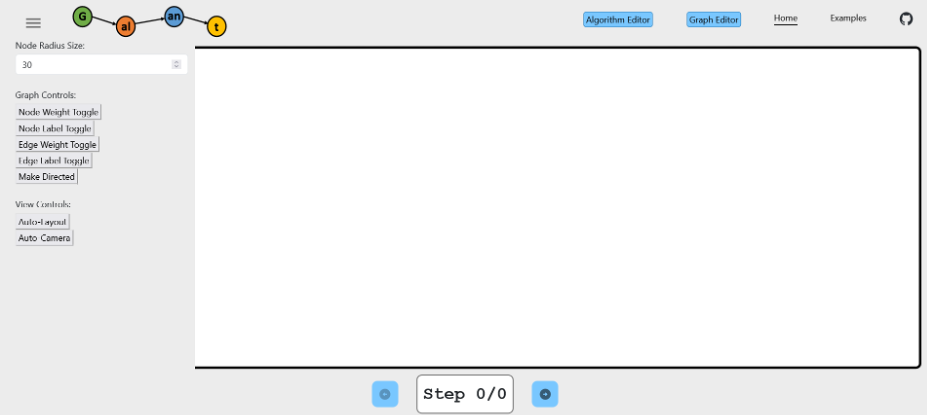 G al an t
Algorithm Editor Graph Editor Home Examples
Node Radius Size:
30
Graph Controls:
Node Weight Toggle
Node Label Toggle
Edge Weight Toggle
Edge Label Toggle
Make Directed
View Controls:
Auto-Layout
Auto Camera
Step 0/0